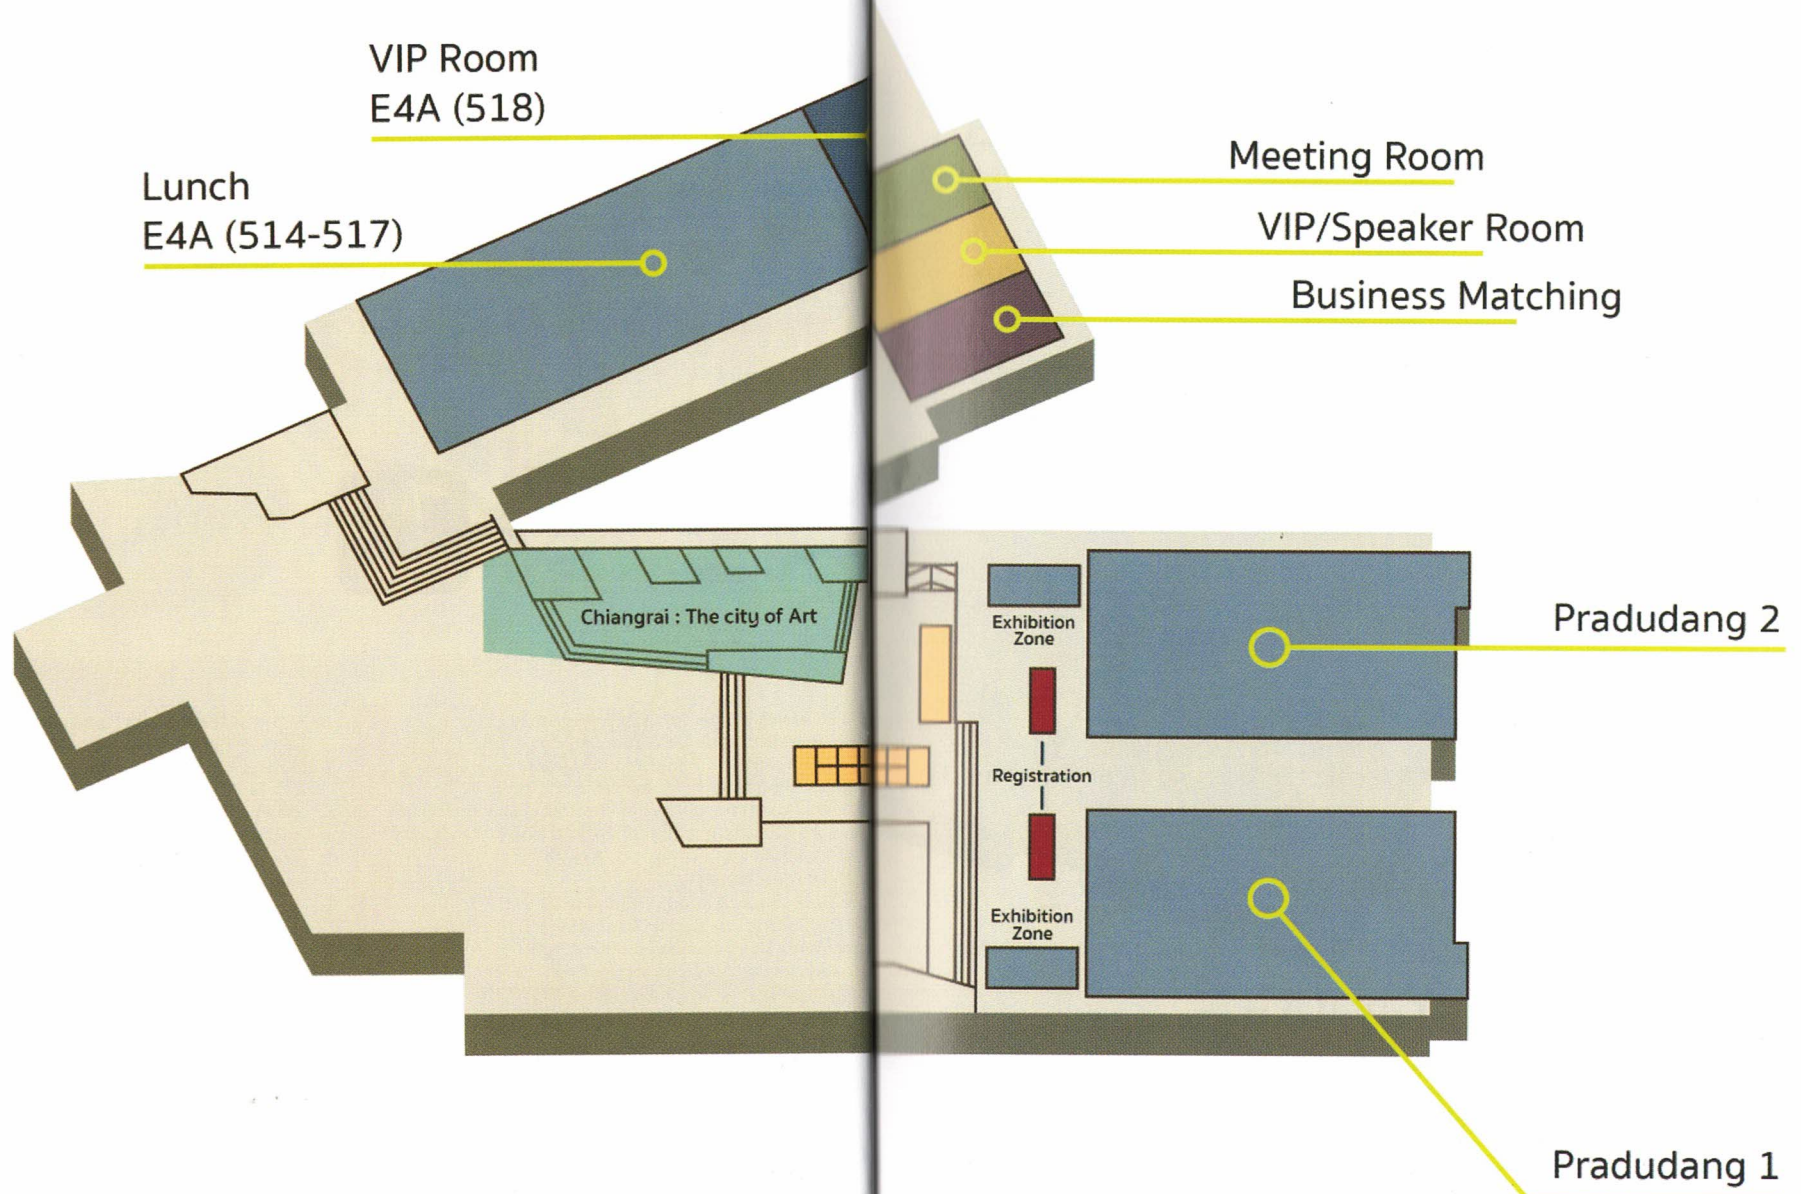 VIP Room
E4A (518)
Lunch
E4A (514-517)
Meeting Room
VIP/Speaker Room
Business Matching
Chiangrai : The city of Art
Exhibition
Zone
Pradudang 2
Registration
Exhibition
Zone
Pradudang 1